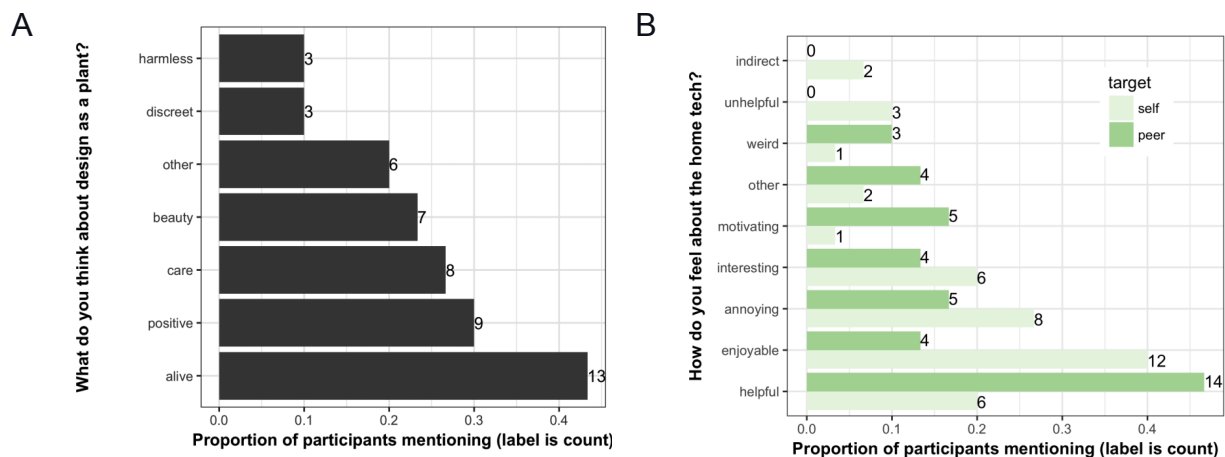 A
What do you think about design as a plant?
harmless
3
discreet
3
other
6
beauty
7
care
8
positive
9
alive
13
0.0 0.1 0.2 0.3 0.4
Proportion of participants mentioning (label is count)
B
How do you feel about the home tech?
indirect
0
2
unhelpful
0
3
weird
3
1
other
4
2
motivating
5
1
interesting
4
6
annoying
5
8
enjoyable
4
12
helpful
14
6
target
self
peer
0.0 0.1 0.2 0.3 0.4
Proportion of participants mentioning (label is count)